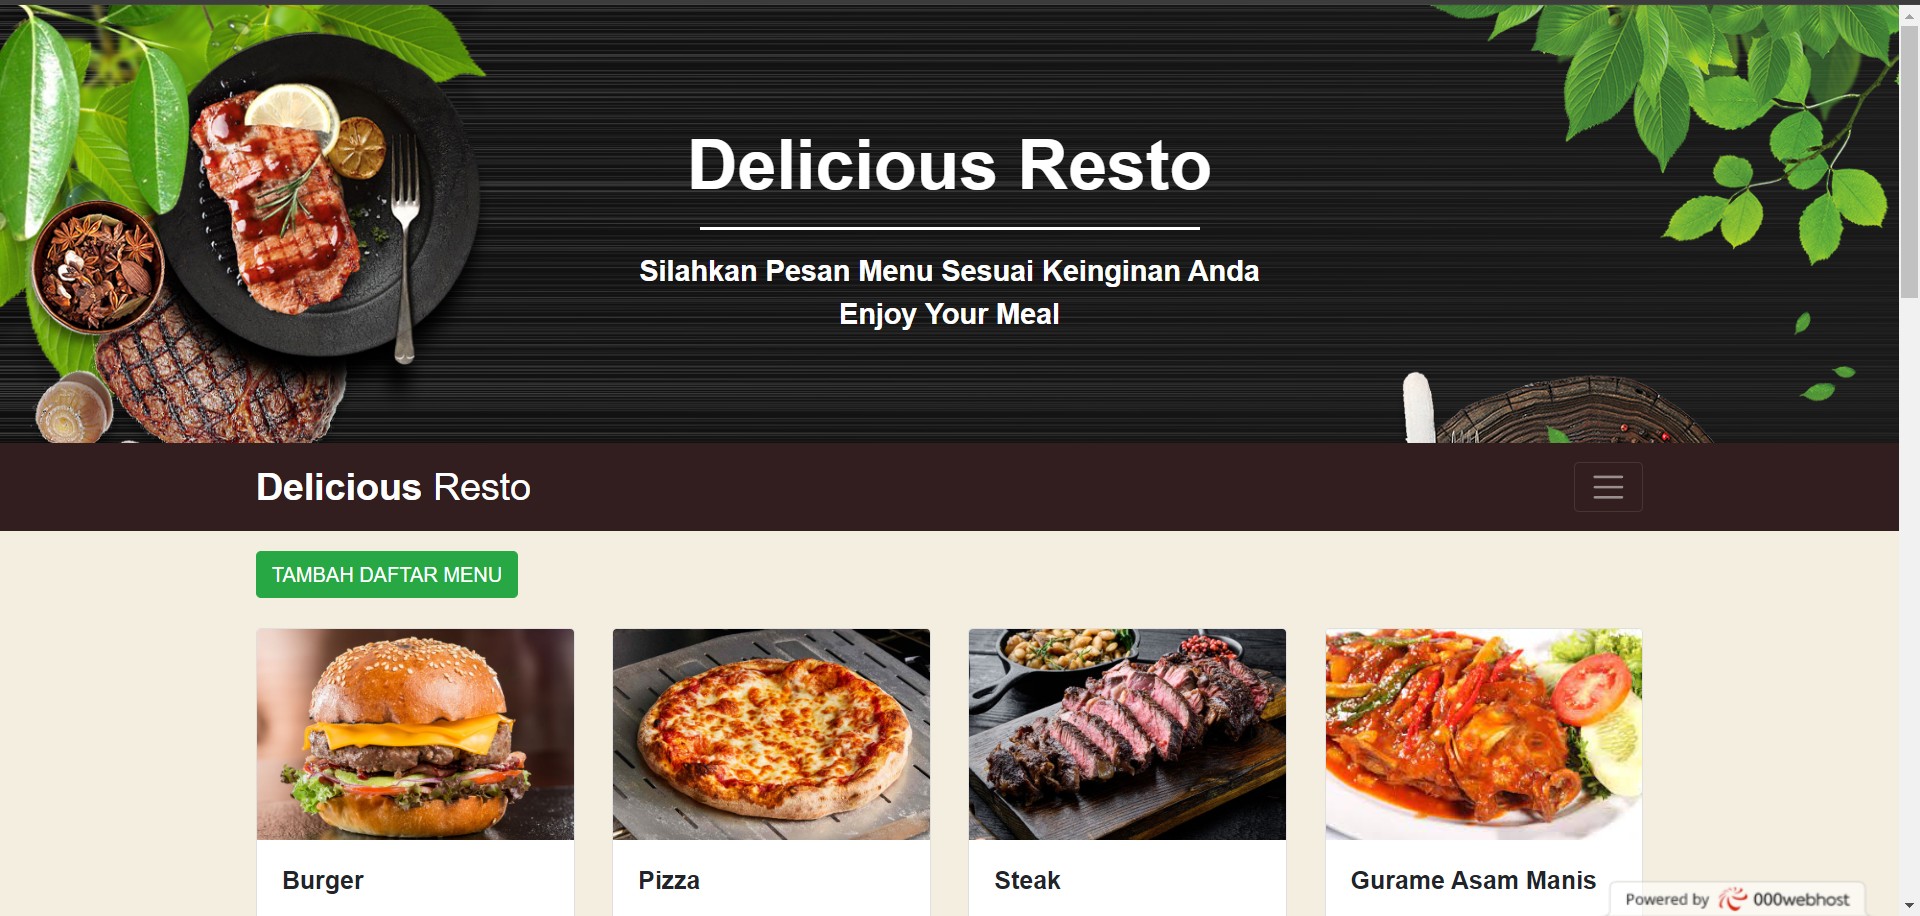 Delicious Resto
Silahkan Pesan Menu Sesuai Keinginan Anda
Enjoy Your Meal
Delicious Resto
TAMBAH DAFTAR MENU
Burger
Pizza
Steak
Gurame Asam Manis
Powered by 000webhost